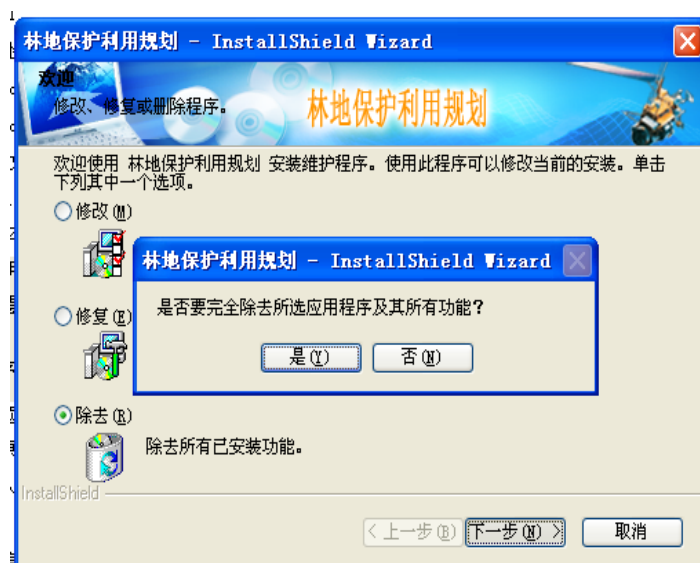 林地保护利用规划 - InstallShield Wizard
欢迎
修改、修复或删除程序。
林地保护利用规划
欢迎使用 林地保护利用规划 安装维护程序。使用此程序可以修改当前的安装。单击
下列其中一个选项。
修改(M)
林地保护利用规划 - InstallShield Wizard
是否要完全除去所选应用程序及其所有功能?
是(Y)
否(N)
修复(E)
除去(R)
除去所有已安装功能。
InstallShield
< 上一步(B)
下一步(N) >
取消